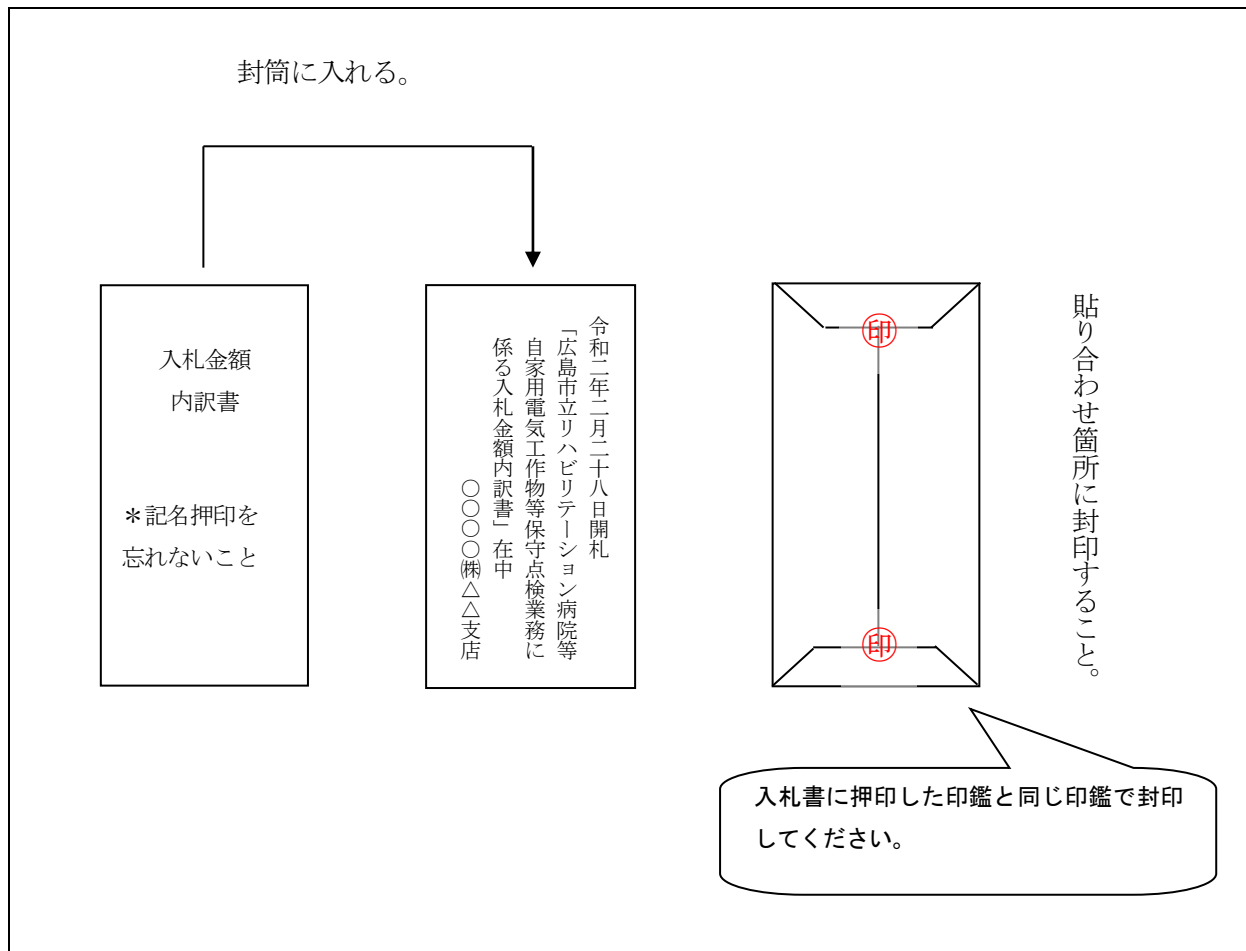 封筒に入れる。
入札金額
内訳書
＊記名押印を
忘れないこと
令和二年二月二十八日開札
「広島市立リハビリテーション病院等
自家用電気工作物等保守点検業務に
係る入札金額内訳書」在中
○○○○㈱△△支店
印
印
貼り合わせ箇所に封印すること。
入札書に押印した印鑑と同じ印鑑で封印
してください。